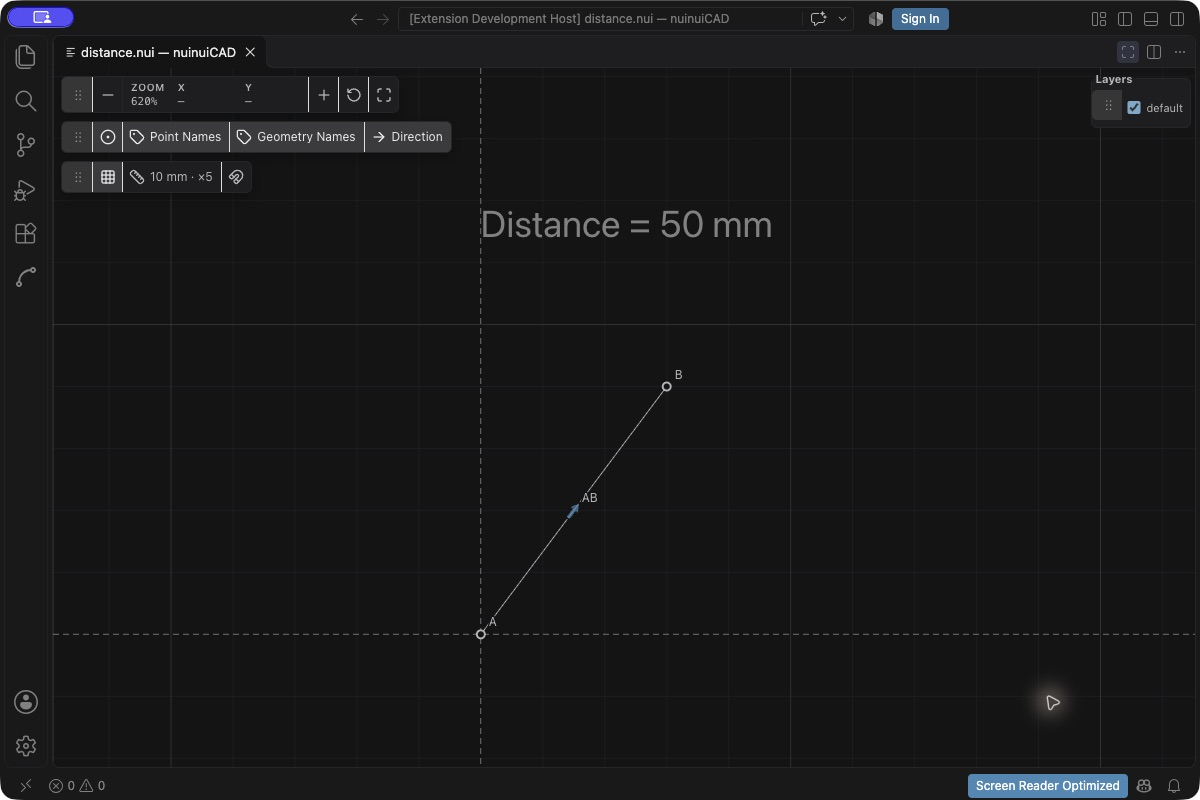 [Extension Development Host] distance.nui — nuinuiCAD
Sign In
distance.nui — nuinuiCAD
ZOOM X Y
620% – –
Layers
default
Point Names Geometry Names Direction
10 mm · ×5
Distance = 50 mm
B
AB
A
0 0
Screen Reader Optimized